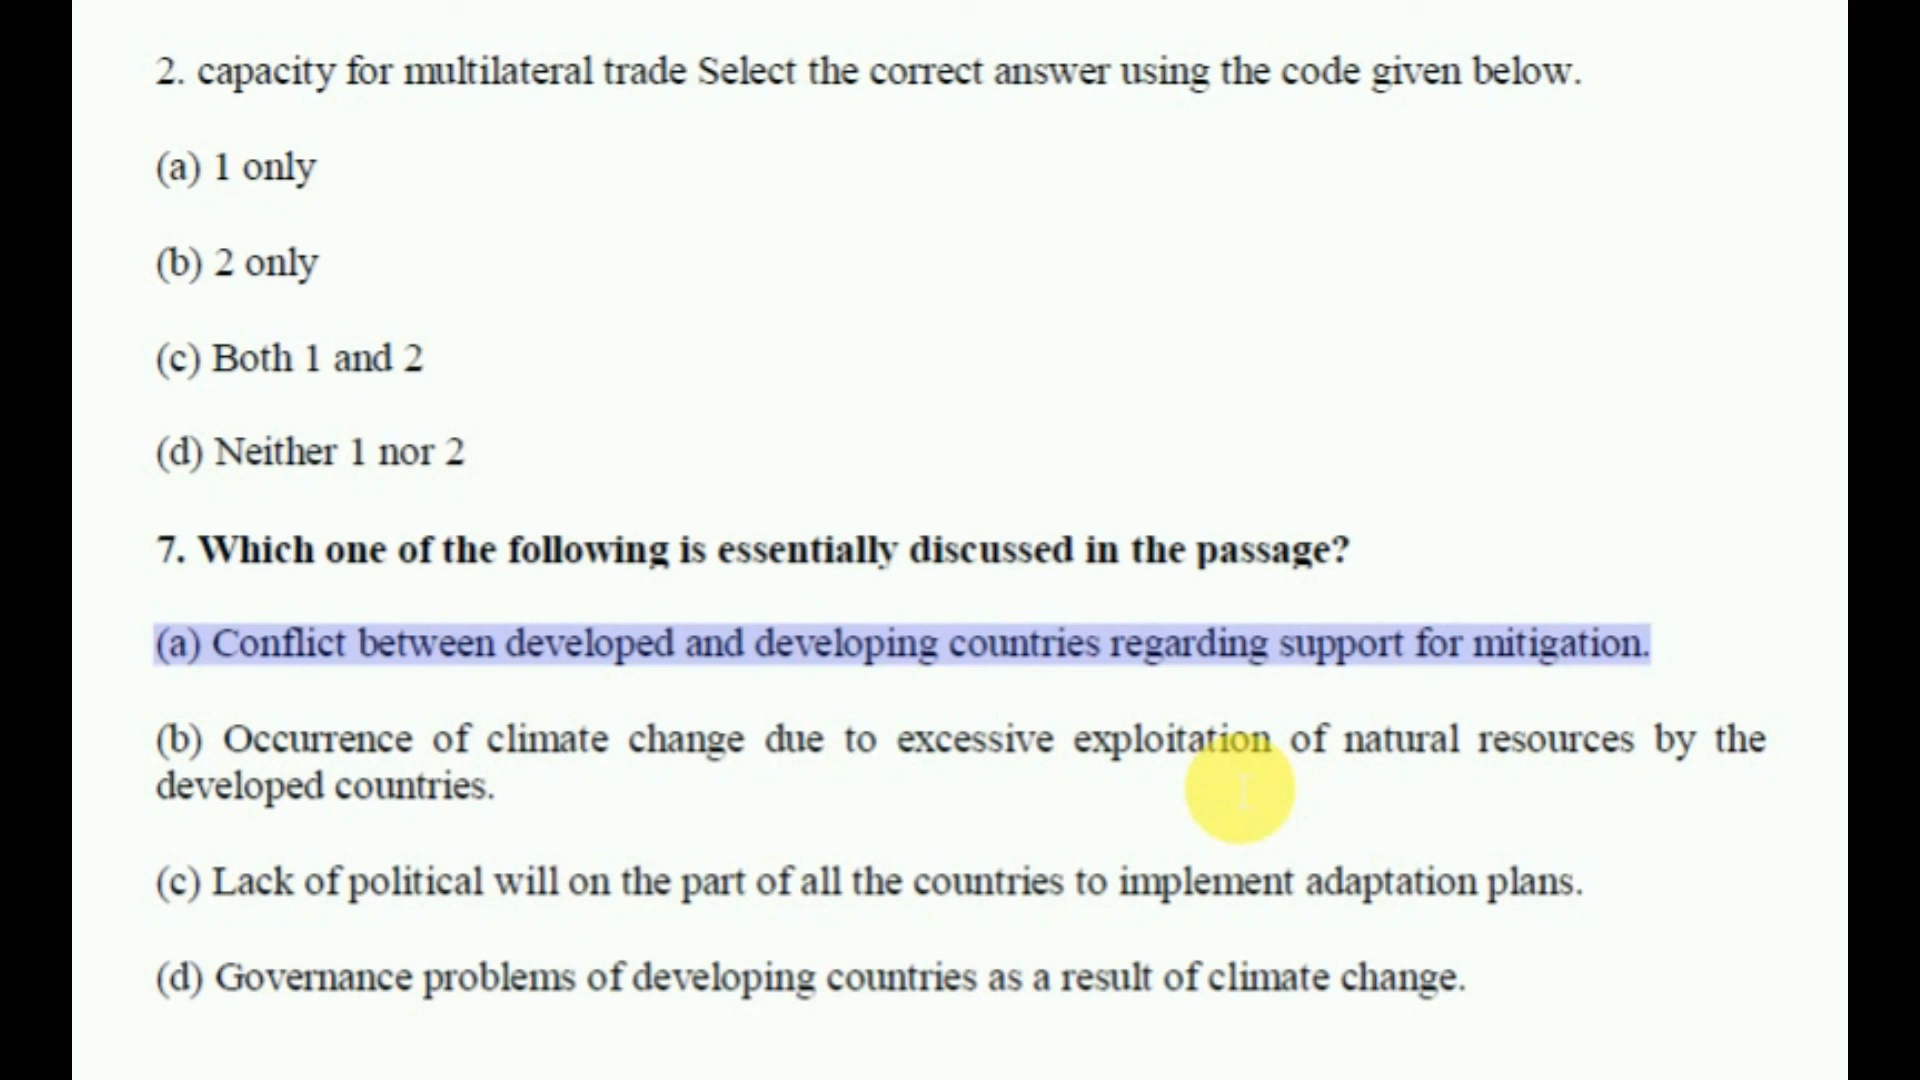 2. capacity for multilateral trade Select the correct answer using the code given below.
(a) 1 only
(b) 2 only
(c) Both 1 and 2
(d) Neither 1 nor 2
7. Which one of the following is essentially discussed in the passage?
(a) Conflict between developed and developing countries regarding support for mitigation.
(b) Occurrence of climate change due to excessive exploitation of natural resources by the
developed countries.
(c) Lack of political will on the part of all the countries to implement adaptation plans.
(d) Governance problems of developing countries as a result of climate change.